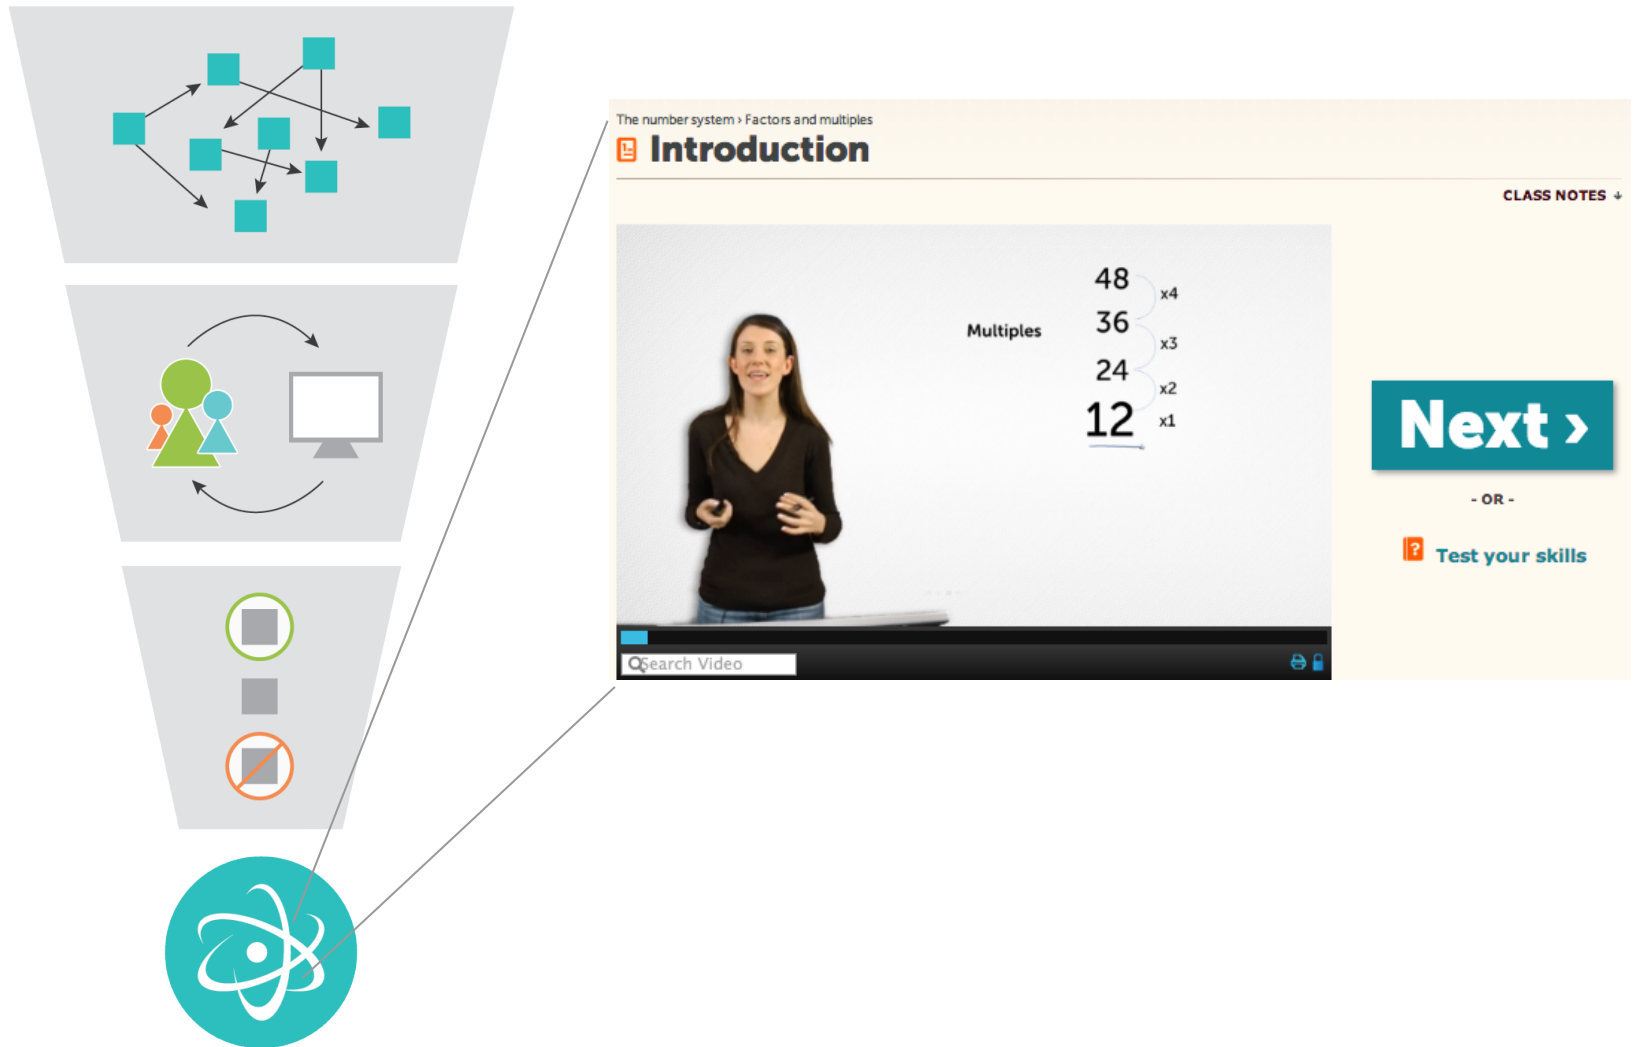 The number system › Factors and multiples
Introduction
CLASS NOTES
Multiples
48
x4
36
x3
24
x2
12
x1
Next ›
- OR -
? Test your skills
Search Video